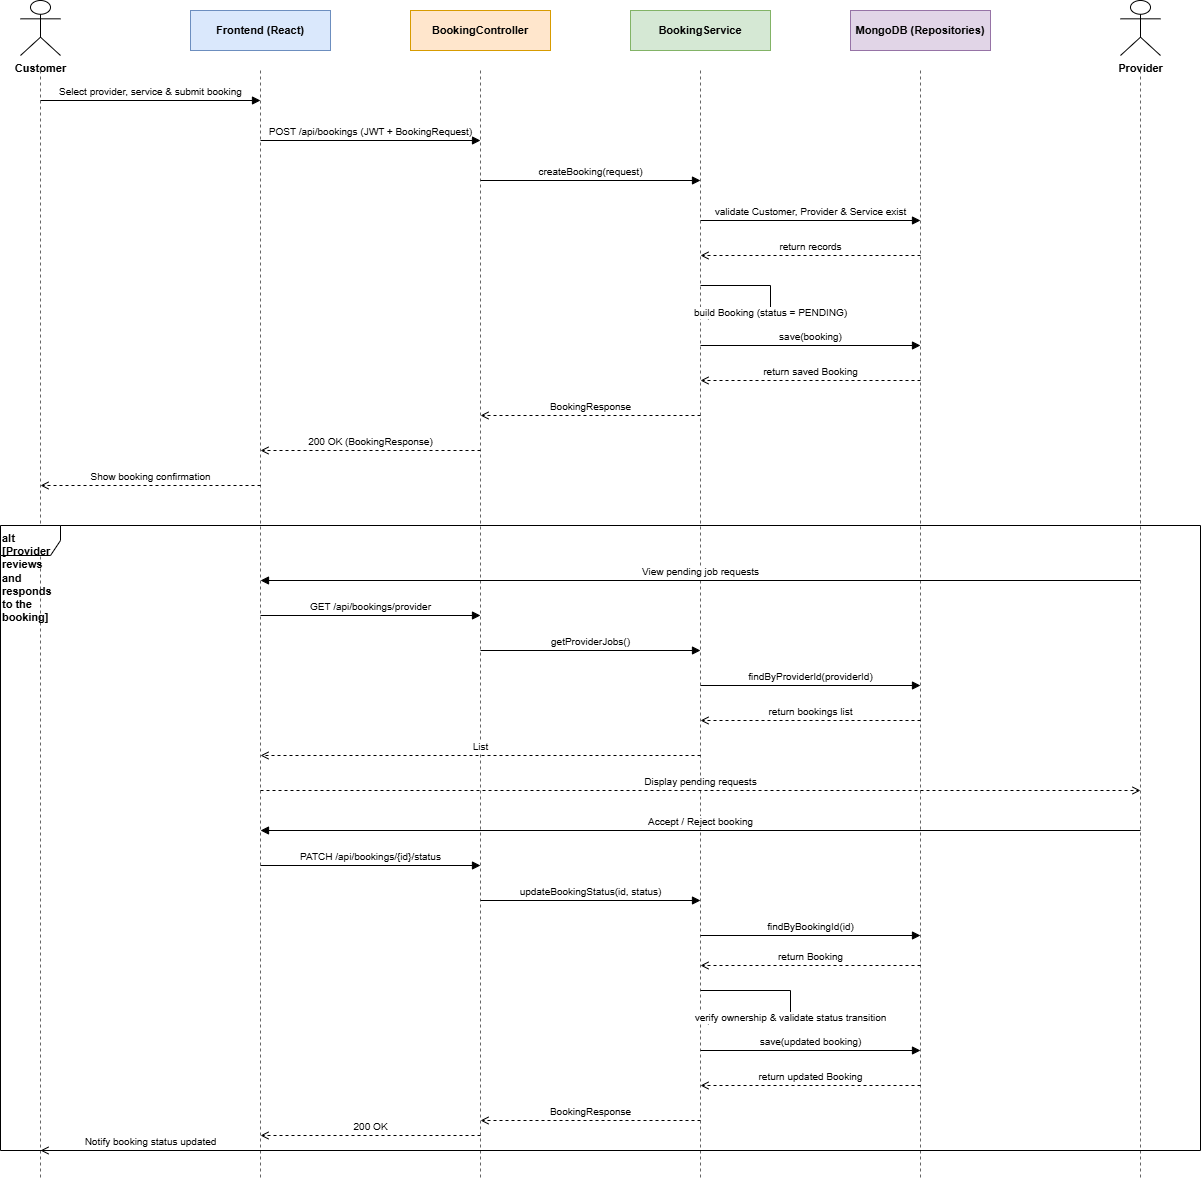 Frontend (React)
BookingController
BookingService
MongoDB (Repositories)
Customer
Provider
Select provider, service & submit booking
POST /api/bookings (JWT + BookingRequest)
createBooking(request)
validate Customer, Provider & Service exist
return records
build Booking (status = PENDING)
save(booking)
return saved Booking
BookingResponse
200 OK (BookingResponse)
Show booking confirmation
alt
[Provider
reviews
and
responds
to the
booking]
View pending job requests
GET /api/bookings/provider
getProviderJobs()
findByProviderId(providerId)
return bookings list
List
Display pending requests
Accept / Reject booking
PATCH /api/bookings/{id}/status
updateBookingStatus(id, status)
findByBookingId(id)
return Booking
verify ownership & validate status transition
save(updated booking)
return updated Booking
BookingResponse
200 OK
Notify booking status updated